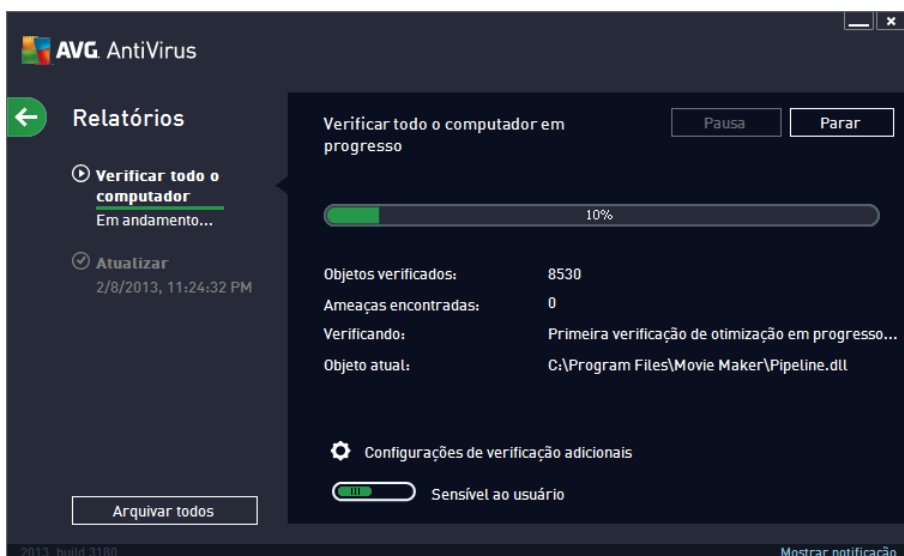 AVG. AntiVirus
Relatórios
Verificar todo o
computador
Em andamento...
Atualizar
2/8/2013, 11:24:32 PM
Arquivar todos
2013 build 3180
Verificar todo o computador em
progresso
Pausa
Parar
10%
Objetos verificados: 8530
Ameaças encontradas: 0
Verificando: Primeira verificação de otimização em progresso...
Objeto atual: C:\Program Files\Movie Maker\Pipeline.dll
Configurações de verificação adicionais
Sensível ao usuário
Mostrar notificação